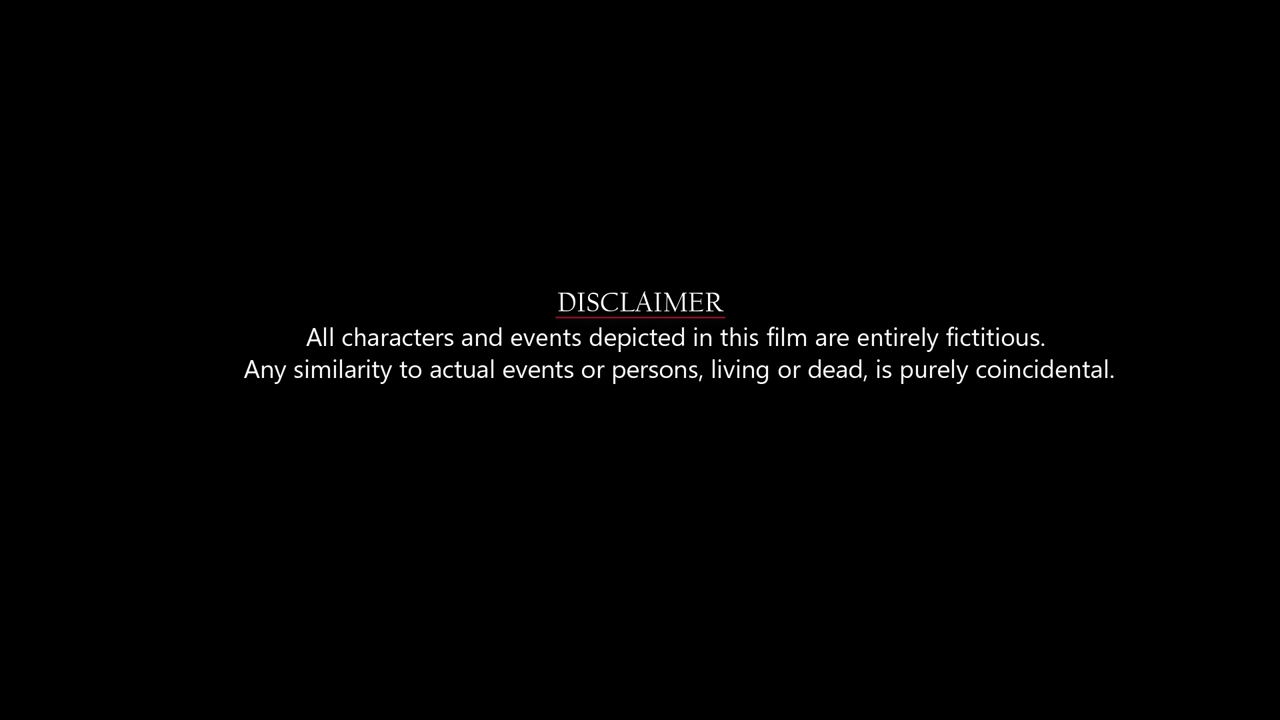 DISCLAIMER
All characters and events depicted in this film are entirely fictitious.
Any similarity to actual events or persons, living or dead, is purely coincidental.